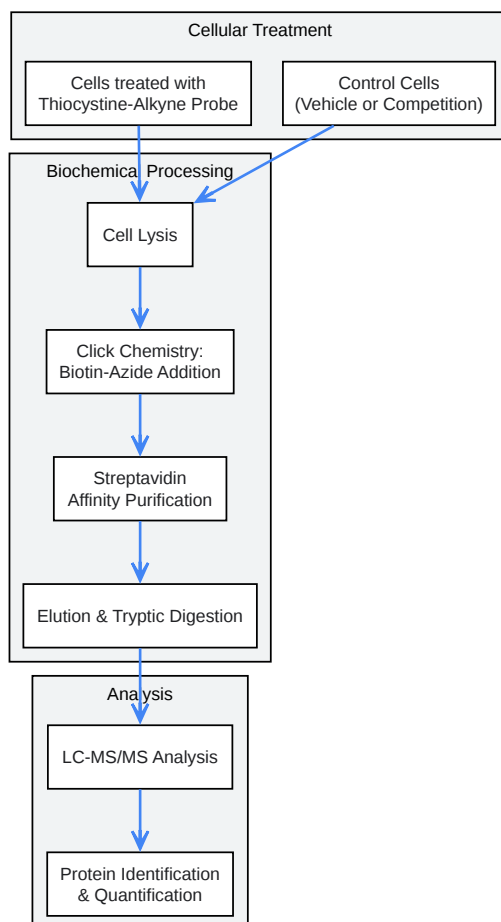 Cellular Treatment
Cells treated with
Thiocystine-Alkyne Probe
Control Cells
(Vehicle or Competition)
Biochemical Processing
Cell Lysis
Click Chemistry:
Biotin-Azide Addition
Streptavidin
Affinity Purification
Elution & Tryptic Digestion
Analysis
LC-MS/MS Analysis
Protein Identification
& Quantification